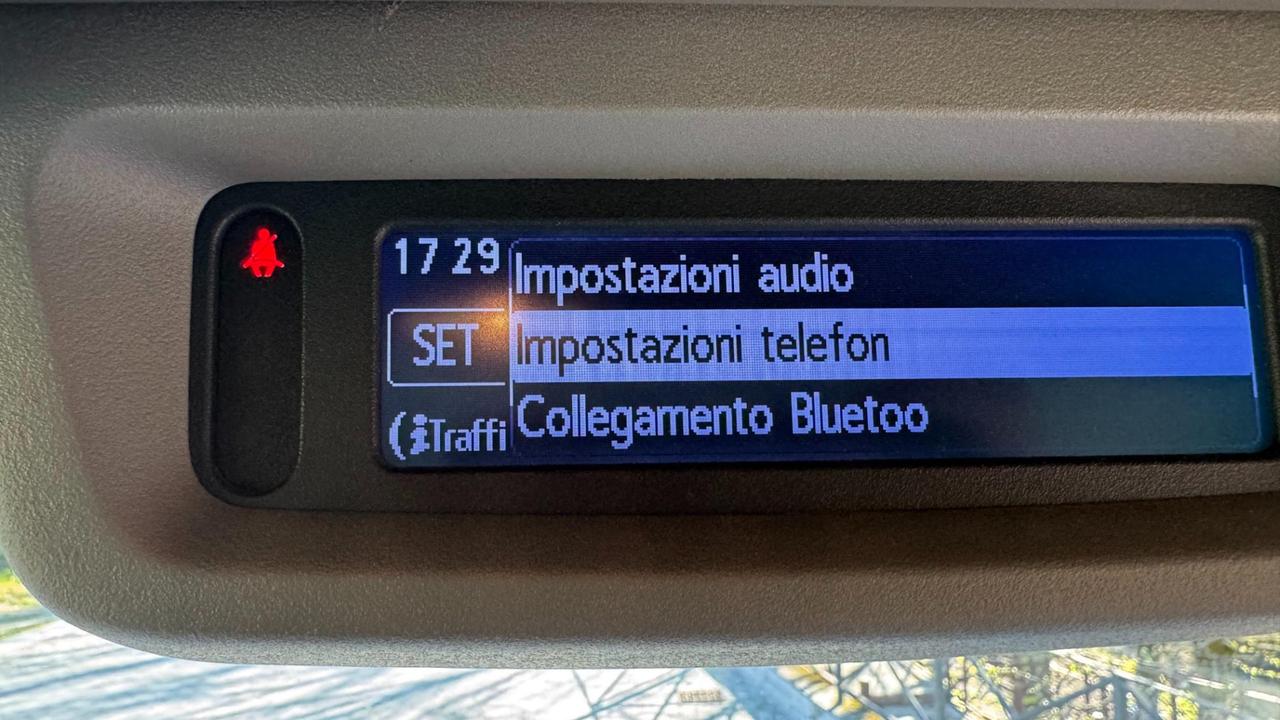 17 29
Impostazioni audio
SET
Impostazioni telefon
Traffi
Collegamento Bluetoo